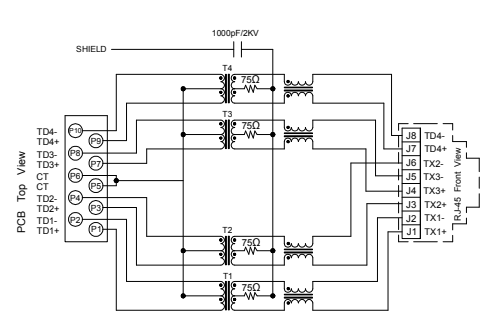 1000pF/2KV
SHIELD
T4
75Ω
T3
75Ω
T2
75Ω
T1
75Ω
PCB Top View
TD4- P10
TD4+ P9
TD3- P8
TD3+ P7
CT P6
CT P5
TD2- P4
TD2+ P3
TD1- P2
TD1+ P1
J8 TD4-
J7 TD4+
J6 TX2-
J5 TX3-
J4 TX3+
J3 TX2+
J2 TX1-
J1 TX1+
RJ-45 Front View